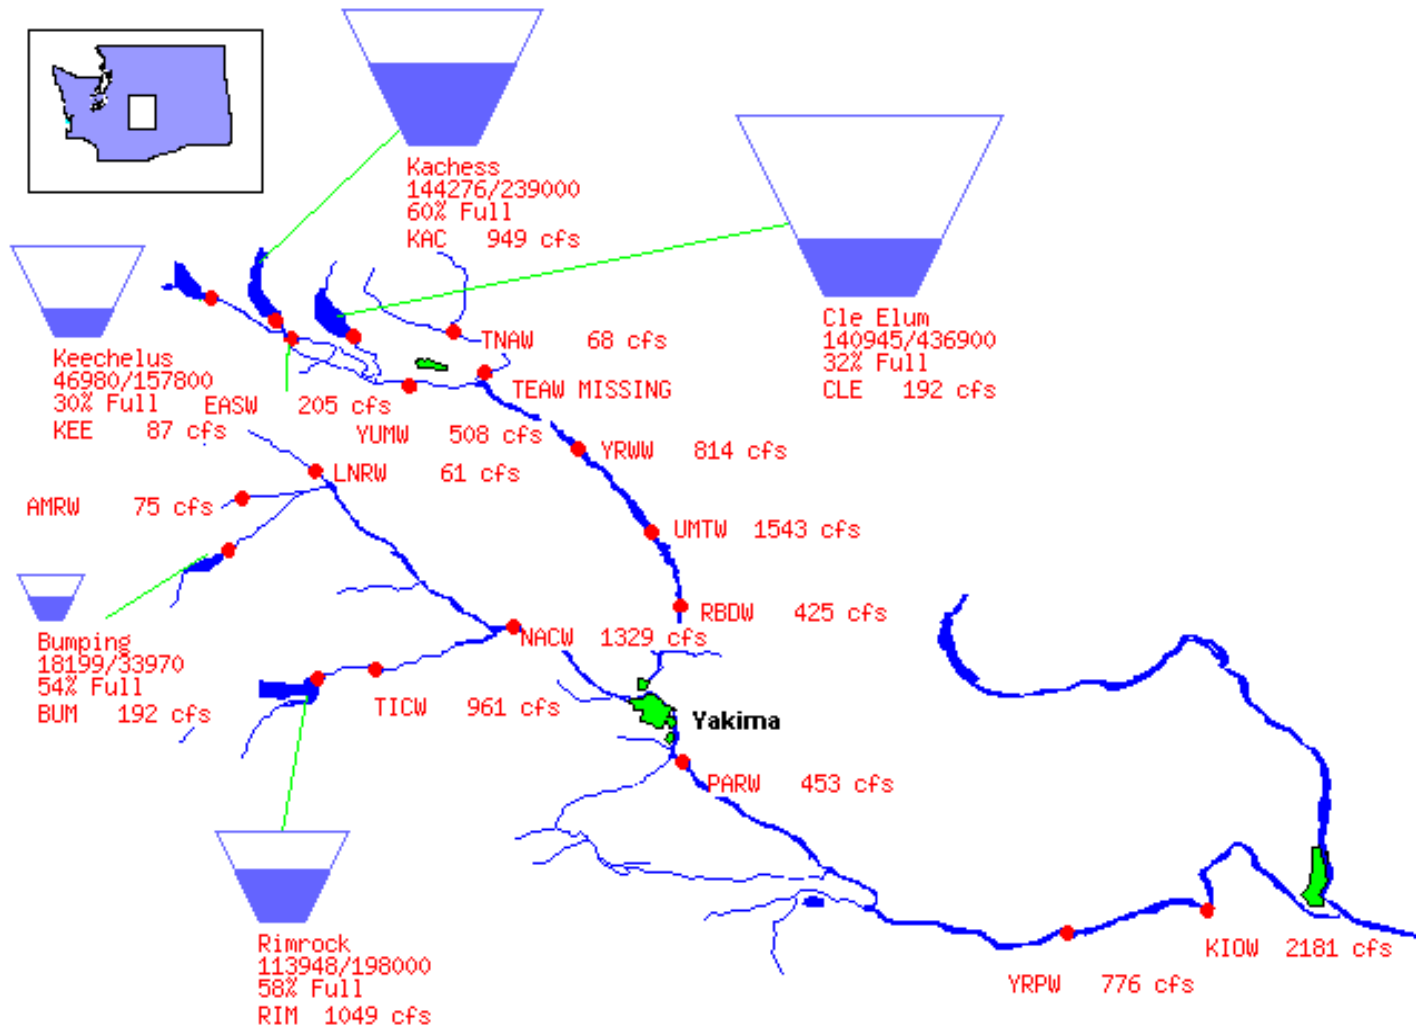 Kachess
144276/239000
60% Full
KAC 949 cfs
Cle Elum
140945/436900
32% Full
CLE 192 cfs
TNAW 68 cfs
Keechelus
46980/157800
30% Full
KEE 87 cfs
TEAW MISSING
EASW 205 cfs
YUMW 508 cfs
YRWW 814 cfs
LNRW 61 cfs
AMRW 75 cfs
UMTW 1543 cfs
RBDW 425 cfs
NACW 1329 cfs
Bumping
18199/33970
54% Full
BUM 192 cfs
TICW 961 cfs
Yakima
PARW 453 cfs
Rimrock
113948/198000
58% Full
RIM 1049 cfs
KIOW 2181 cfs
YRPW 776 cfs